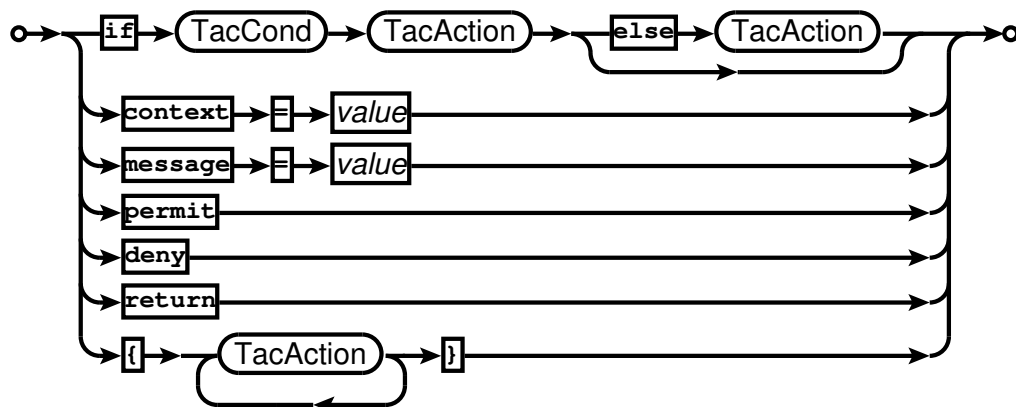 if TacCond TacAction else TacAction
context = value
message = value
permit
deny
return
{ TacAction }